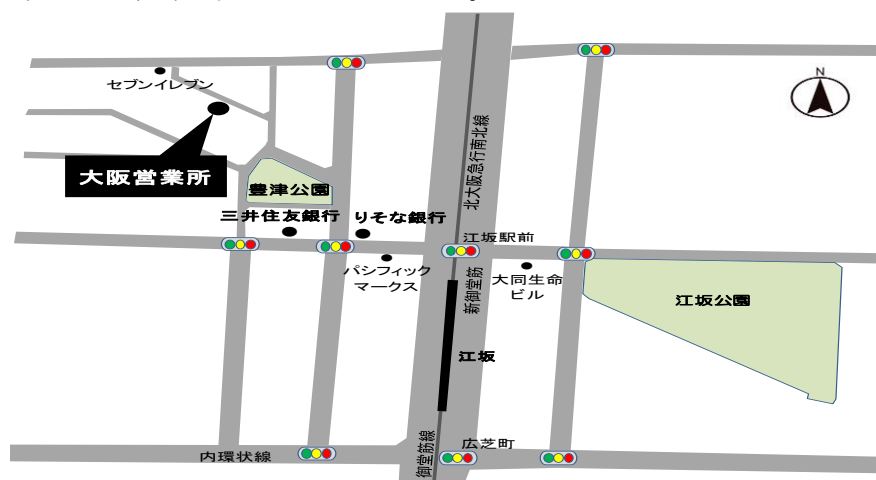 N
セブンイレブン
北大阪急行南北線
大阪営業所
豊津公園
三井住友銀行
りそな銀行
江坂駅前
パシフィック
マークス
新御堂筋
大同生命
ビル
江坂公園
江坂
御堂筋線
広芝町
内環状線